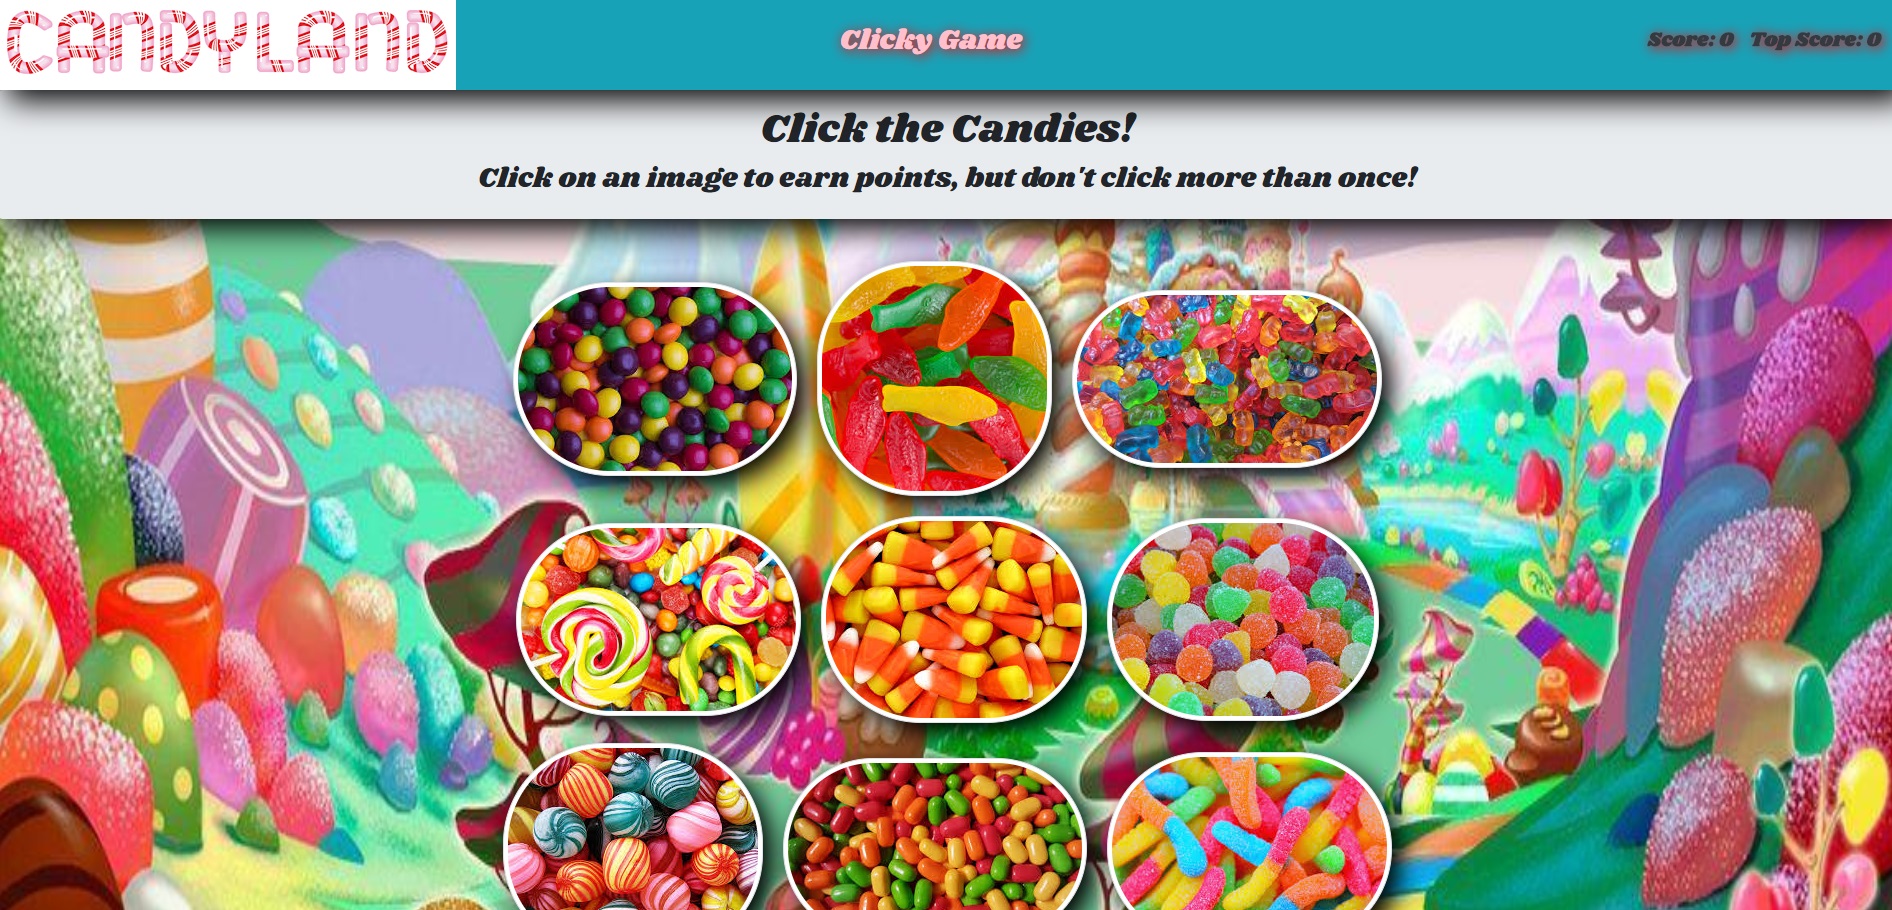 CANDYLAND
Clicky Game
Score: 0 Top Score: 0
Click the Candies!
Click on an image to earn points, but don't click more than once!